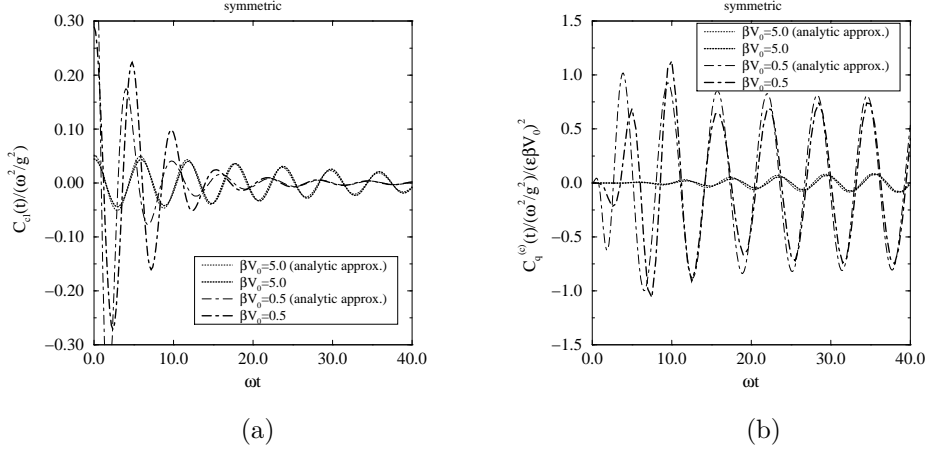 symmetric
0.30
0.20
0.10
0.00
−0.10
−0.20
−0.30
C_cl(t)/(ω²/g²)
βV₀=5.0 (analytic approx.)
βV₀=5.0
βV₀=0.5 (analytic approx.)
βV₀=0.5
0.0 10.0 20.0 30.0 40.0
ωt
(a)
symmetric
1.5
1.0
0.5
0.0
−0.5
−1.0
−1.5
C_q^(c)(t)/(ω²/g²)/(εβV₀)²
βV₀=5.0 (analytic approx.)
βV₀=5.0
βV₀=0.5 (analytic approx.)
βV₀=0.5
0.0 10.0 20.0 30.0 40.0
ωt
(b)